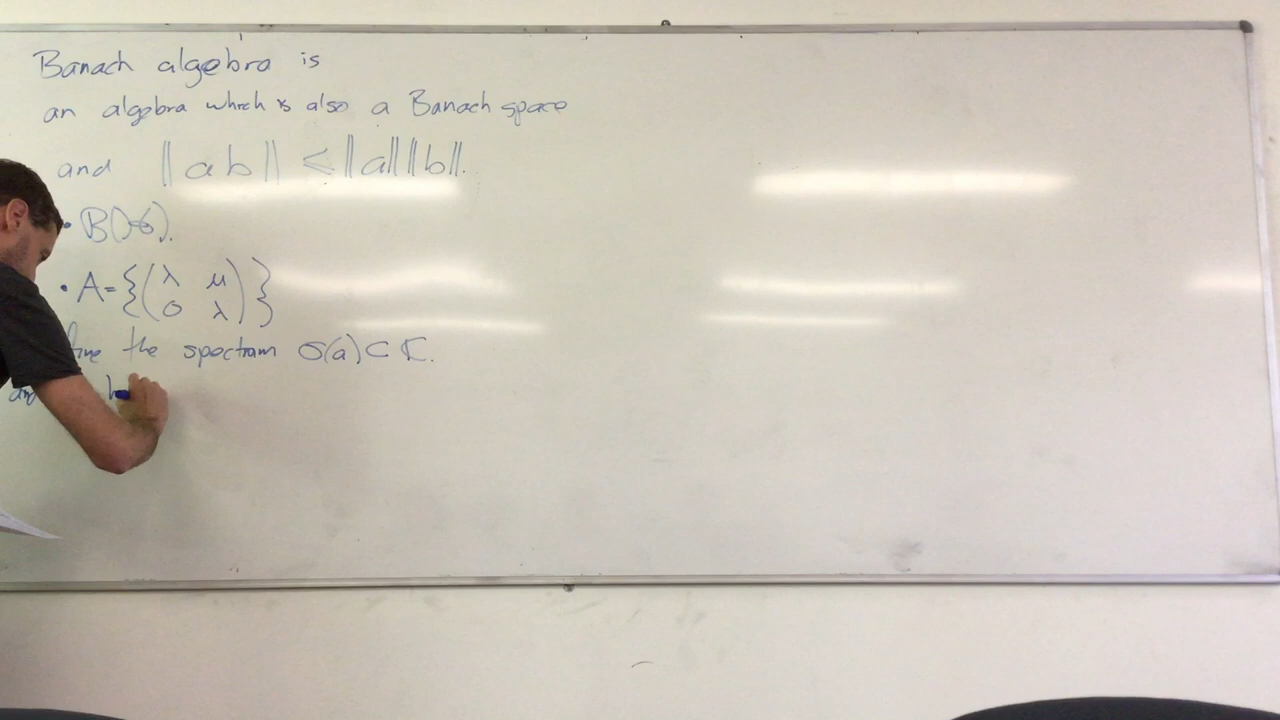 Banach algebra is
an algebra which is also a Banach space
and ‖ab‖ ≤ ‖a‖‖b‖.
• B(ℋ).
• A = {(λ μ
0 λ)}
the spectrum σ(a) ⊂ ℂ.